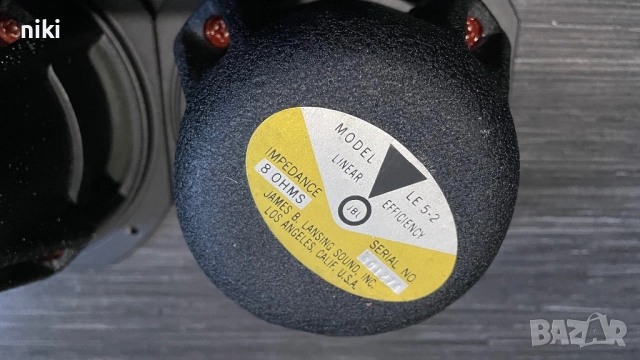 niki
MODEL
LE 5-2
LINEAR
EFFICIENCY
JBL
IMPEDANCE
8 OHMS
SERIAL NO
JAMES B. LANSING SOUND, INC.
LOS ANGELES, CALIF, U.S.A.
BAZAR